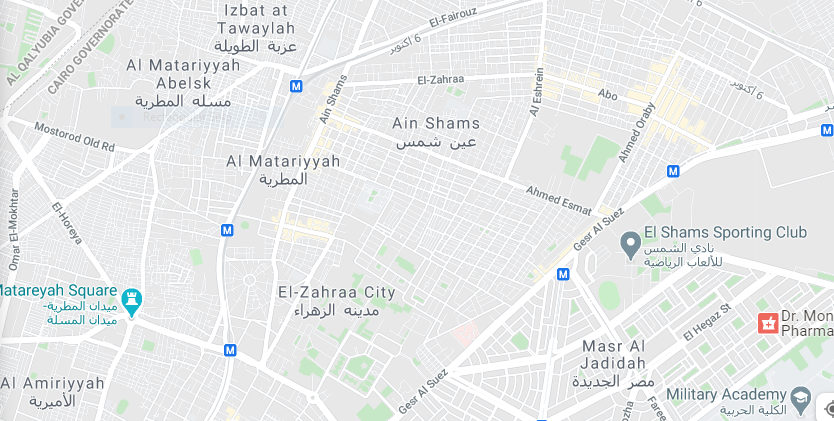 Izbat at
Tawaylah
عزبة الطويلة
El-Fairouz
6 أكتوبر
AL QALYUBIA GOVE
CAIRO GOVERNORATE
Al Matariyyah
Abelsk
مسله المطرية
M
Ain Shams
El-Zahraa
Al Eshrein
Abo
6 أكتوبر
Ahmed Oraby
M
Mostorod Old Rd
Ain Shams
عين شمس
Al Matariyyah
المطرية
M
Ahmed Esmat
Omar El-Mokhtar
El-Horeya
M
Gesr Al Suez
El Shams Sporting Club
نادي الشمس
للألعاب الرياضية
M
Matareyah Square
ميدان المطرية-
ميدان المسلة
El-Zahraa City
مدينه الزهراء
El Hegaz St
Dr. Mon
Pharma
M
Masr Al
Jadidah
مصر الجديدة
Al Amiriyyah
الأميرية
Gesr Al Suez
M
ozha
Faree
Military Academy
الكلية الحربية